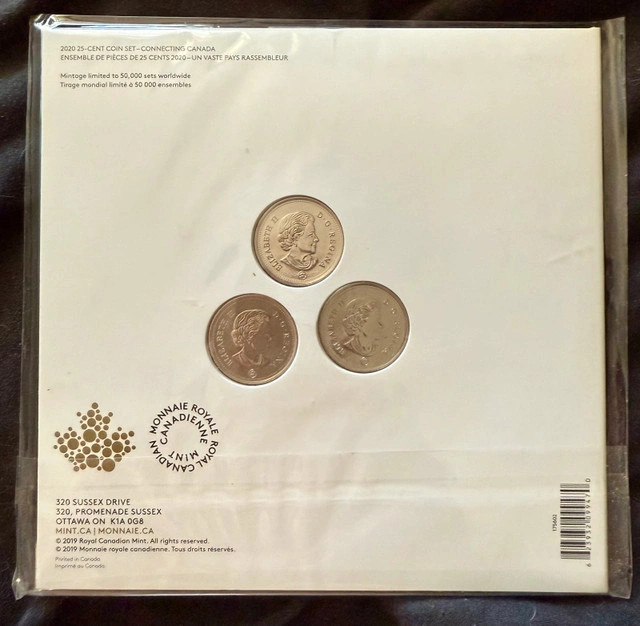 2020 25-CENT COIN SET–CONNECTING CANADA
ENSEMBLE DE PIÈCES DE 25 CENTS 2020–UN VASTE PAYS RASSEMBLEUR
Mintage limited to 50,000 sets worldwide
Tirage mondial limité à 50 000 ensembles
ELIZABETH II D·G·REGINA
ELIZABETH II D·G·REGINA
ELIZABETH II D·G·REGINA
MONNAIE ROYALE CANADIENNE
ROYAL CANADIAN MINT
320 SUSSEX DRIVE
320, PROMENADE SUSSEX
OTTAWA ON K1A 0G8
MINT.CA | MONNAIE.CA
© 2019 Royal Canadian Mint. All rights reserved.
© 2019 Monnaie royale canadienne. Tous droits réservés.
Printed in Canada.
Imprimé au Canada.
175602